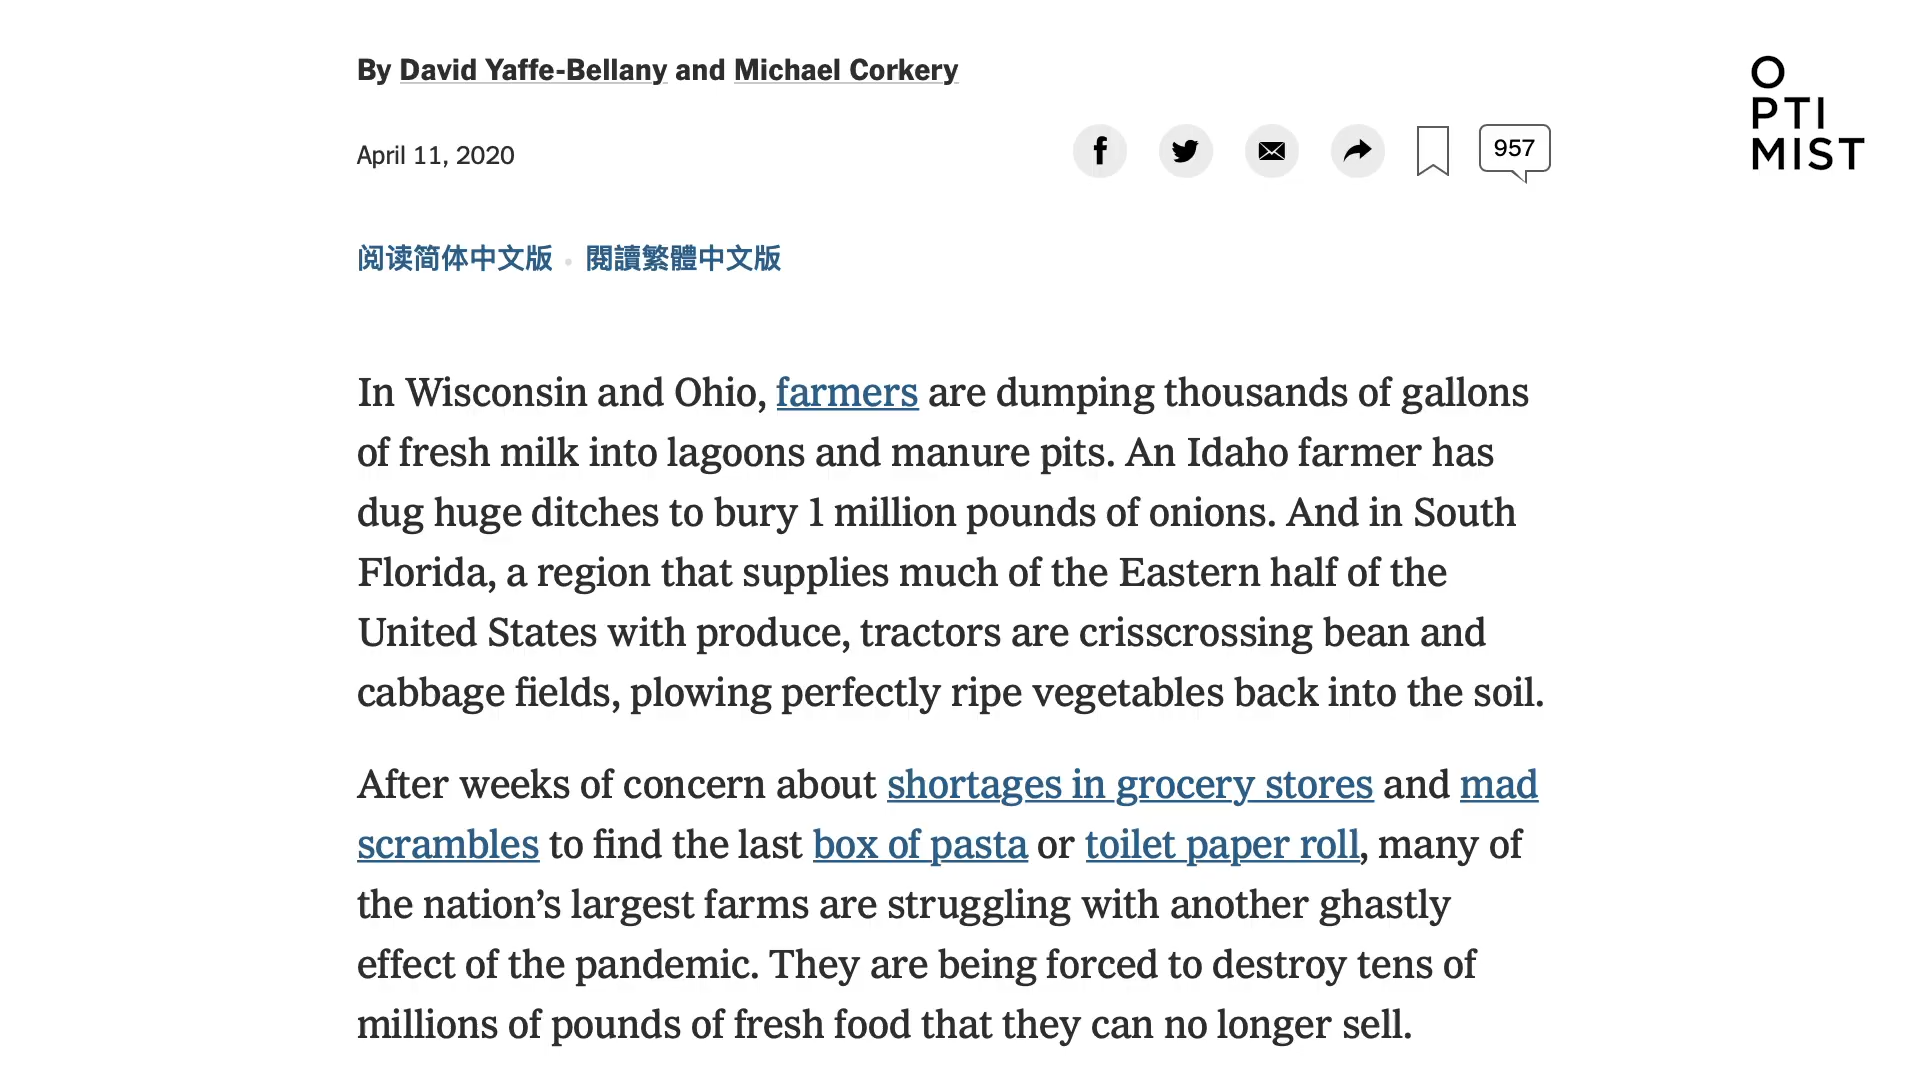 By David Yaffe-Bellany and Michael Corkery
April 11, 2020
957
O
PTI
MIST
阅读简体中文版 • 閱讀繁體中文版
In Wisconsin and Ohio, farmers are dumping thousands of gallons
of fresh milk into lagoons and manure pits. An Idaho farmer has
dug huge ditches to bury 1 million pounds of onions. And in South
Florida, a region that supplies much of the Eastern half of the
United States with produce, tractors are crisscrossing bean and
cabbage fields, plowing perfectly ripe vegetables back into the soil.
After weeks of concern about shortages in grocery stores and mad
scrambles to find the last box of pasta or toilet paper roll, many of
the nation’s largest farms are struggling with another ghastly
effect of the pandemic. They are being forced to destroy tens of
millions of pounds of fresh food that they can no longer sell.